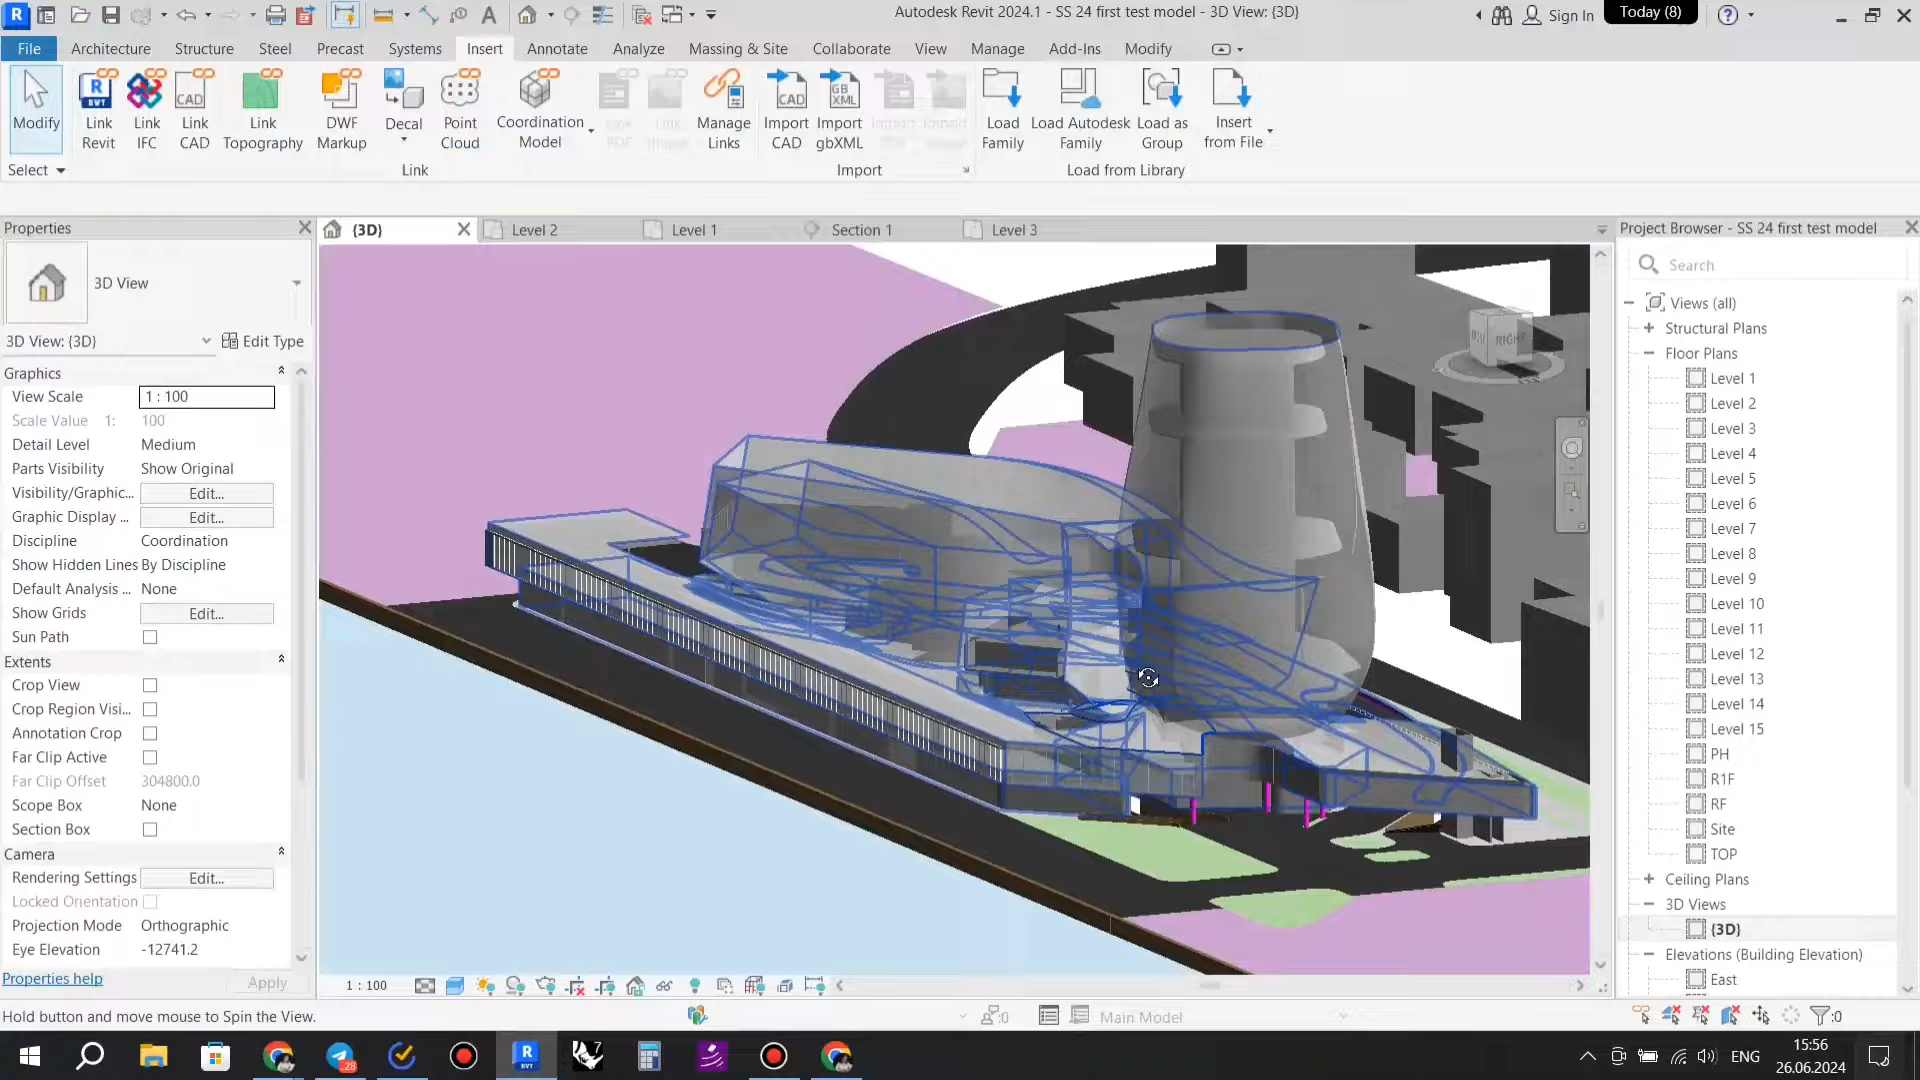 Autodesk Revit 2024.1 - SS 24 first test model - 3D View: {3D}
Sign In
Today (8)
File
Architecture
Structure
Steel
Precast
Systems
Insert
Annotate
Analyze
Massing & Site
Collaborate
View
Manage
Add-Ins
Modify
Modify
Link Revit
Link IFC
Link CAD
Link Topography
DWF Markup
Decal
Point Cloud
Coordination Model
Link PDF
Link Image
Manage Links
Import CAD
Import gbXML
Load Family
Load Autodesk Family
Load as Group
Insert from File
Select
Link
Import
Load from Library
Properties
{3D}
Level 2
Level 1
Section 1
Level 3
Project Browser - SS 24 first test model
3D View
3D View: {3D}
Edit Type
Graphics
View Scale 1 : 100
Scale Value 1: 100
Detail Level Medium
Parts Visibility Show Original
Visibility/Graphic... Edit...
Graphic Display ... Edit...
Discipline Coordination
Show Hidden Lines By Discipline
Default Analysis ... None
Show Grids Edit...
Sun Path
Extents
Crop View
Crop Region Visi...
Annotation Crop
Far Clip Active
Far Clip Offset 304800.0
Scope Box None
Section Box
Camera
Rendering Settings Edit...
Locked Orientation
Projection Mode Orthographic
Eye Elevation -12741.2
Properties help
Apply
RIGHT
Search
Views (all)
Structural Plans
Floor Plans
Level 1
Level 2
Level 3
Level 4
Level 5
Level 6
Level 7
Level 8
Level 9
Level 10
Level 11
Level 12
Level 13
Level 14
Level 15
PH
R1F
RF
Site
TOP
Ceiling Plans
3D Views
{3D}
Elevations (Building Elevation)
East
1 : 100
Hold button and move mouse to Spin the View.
:0
Main Model
:0
28
ENG
15:56
26.06.2024